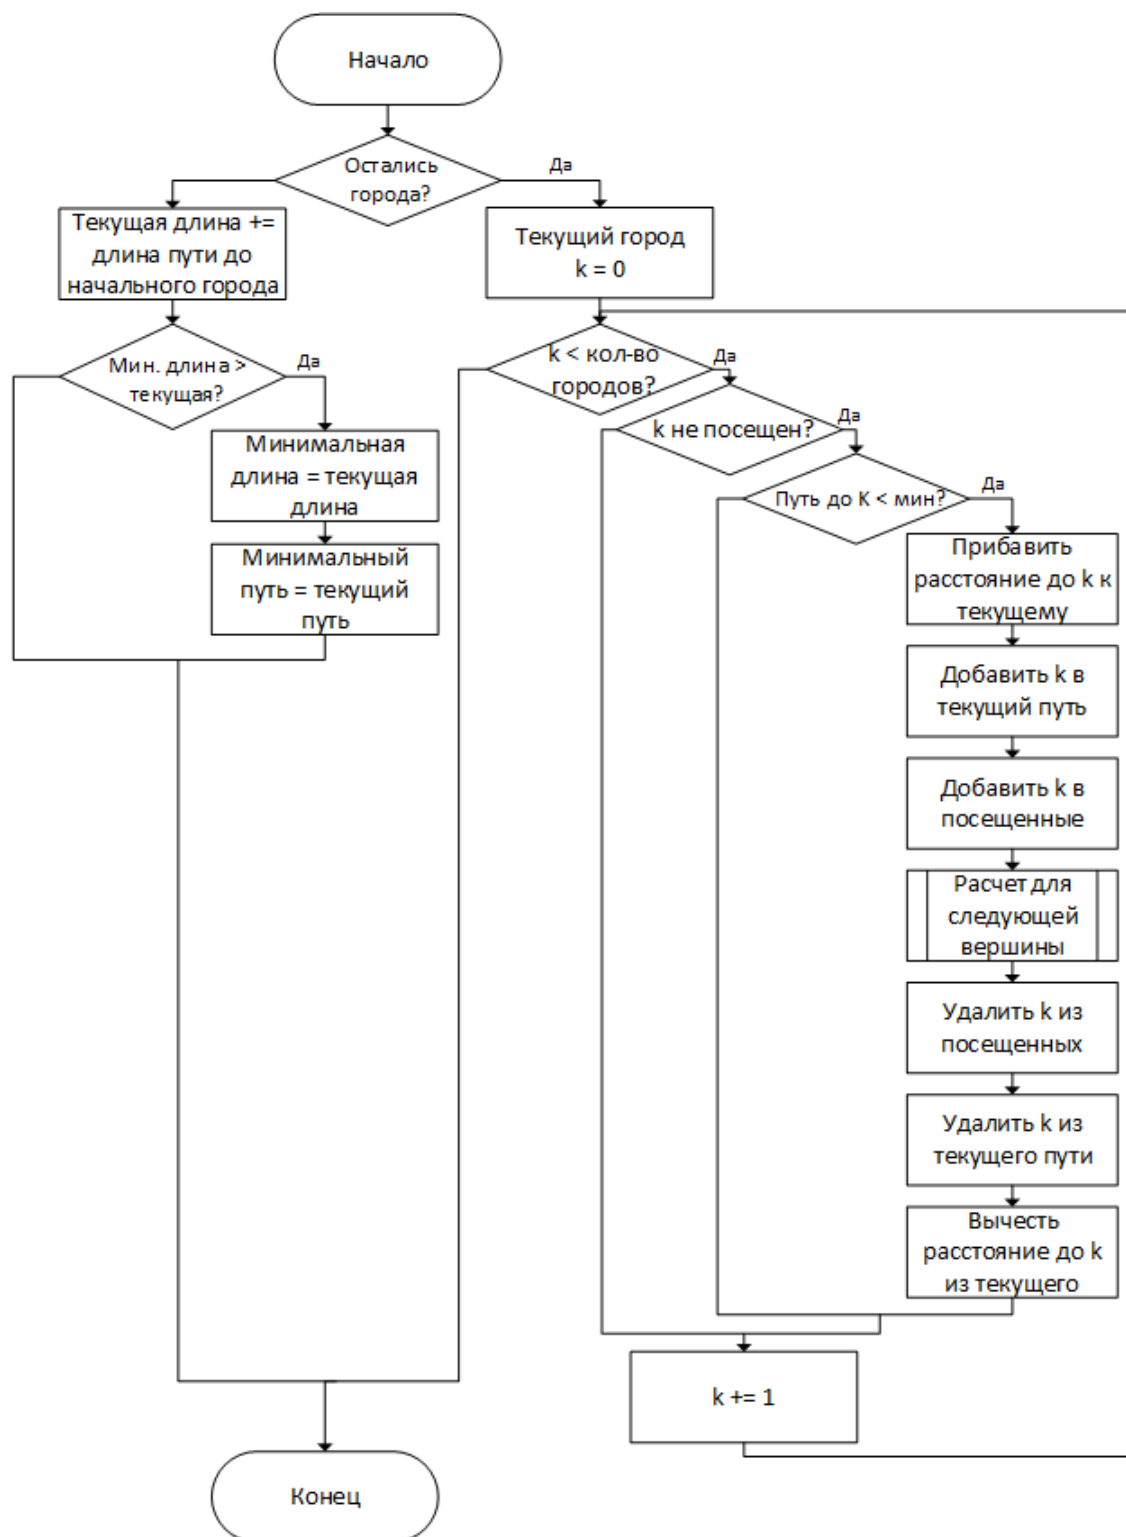 Начало
Остались
города?
Да
Текущая длина +=
длина пути до
начального города
Мин. длина >
текущая?
Да
Минимальная
длина = текущая
длина
Минимальный
путь = текущий
путь
Текущий город
k = 0
k < кол-во
городов?
Да
k не посещен?
Да
Путь до K < мин?
Да
Прибавить
расстояние до k к
текущему
Добавить k в
текущий путь
Добавить k в
посещенные
Расчет для
следующей
вершины
Удалить k из
посещенных
Удалить k из
текущего пути
Вычесть
расстояние до k
из текущего
k += 1
Конец